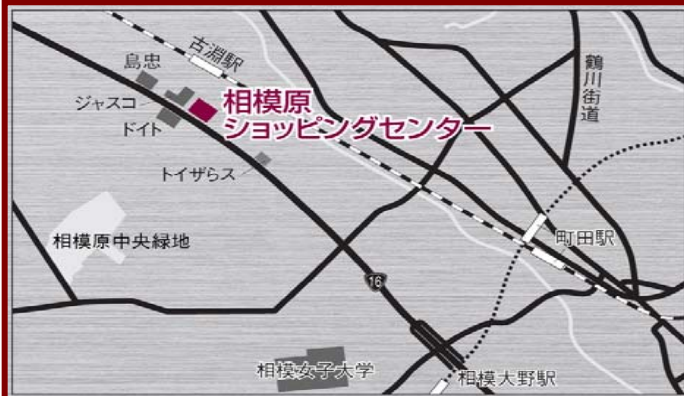 古淵駅
島忠
鶴川街道
ジャスコ
相模原
ショッピングセンター
ドイト
トイザらス
相模原中央緑地
町田駅
16
相模女子大学
相模大野駅